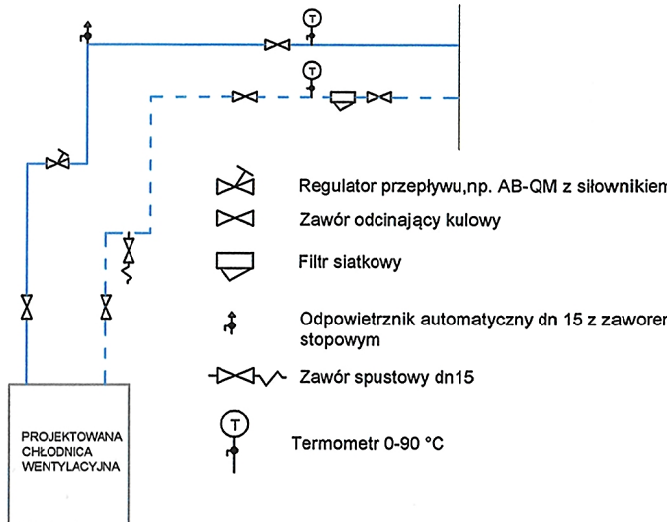 T
T
Regulator przepływu,np. AB-QM z siłownikiem
Zawór odcinający kulowy
Filtr siatkowy
Odpowietrznik automatyczny dn 15 z zaworem
stopowym
Zawór spustowy dn15
T
Termometr 0-90 °C
PROJEKTOWANA
CHŁODNICA
WENTYLACYJNA